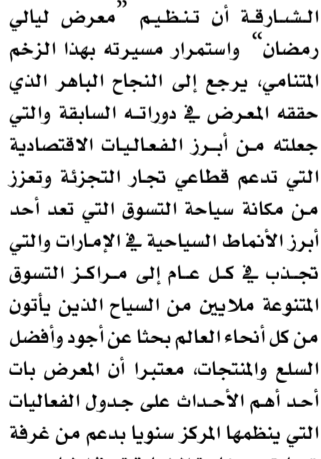 الشارقة أن تنظيم ”معرض ليالي
رمضان“ واستمرار مسيرته بهذا الزخم
المتنامي، يرجع إلى النجاح الباهر الذي
حققه المعرض في دوراته السابقة والتي
جعلته من أبرز الفعاليات الاقتصادية
التي تدعم قطاعي تجار التجزئة وتعزز
من مكانة سياحة التسوق التي تعد أحد
أبرز الأنماط السياحية في الإمارات والتي
تجذب في كل عام إلى مراكز التسوق
المتنوعة ملايين من السياح الذين يأتون
من كل أنحاء العالم بحثا عن أجود وأفضل
السلع والمنتجات، معتبرا أن المعرض بات
أحد أهم الأحداث على جدول الفعاليات
التي ينظمها المركز سنويا بدعم من غرفة